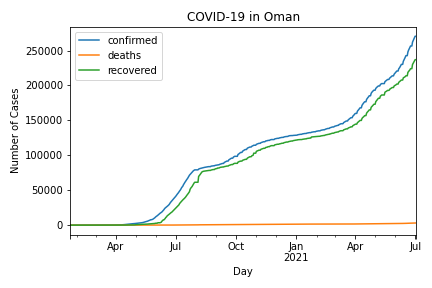 COVID-19 in Oman
confirmed
deaths
recovered
Number of Cases
250000
200000
150000
100000
50000
0
Apr Jul Oct Jan Apr Jul
2021
Day